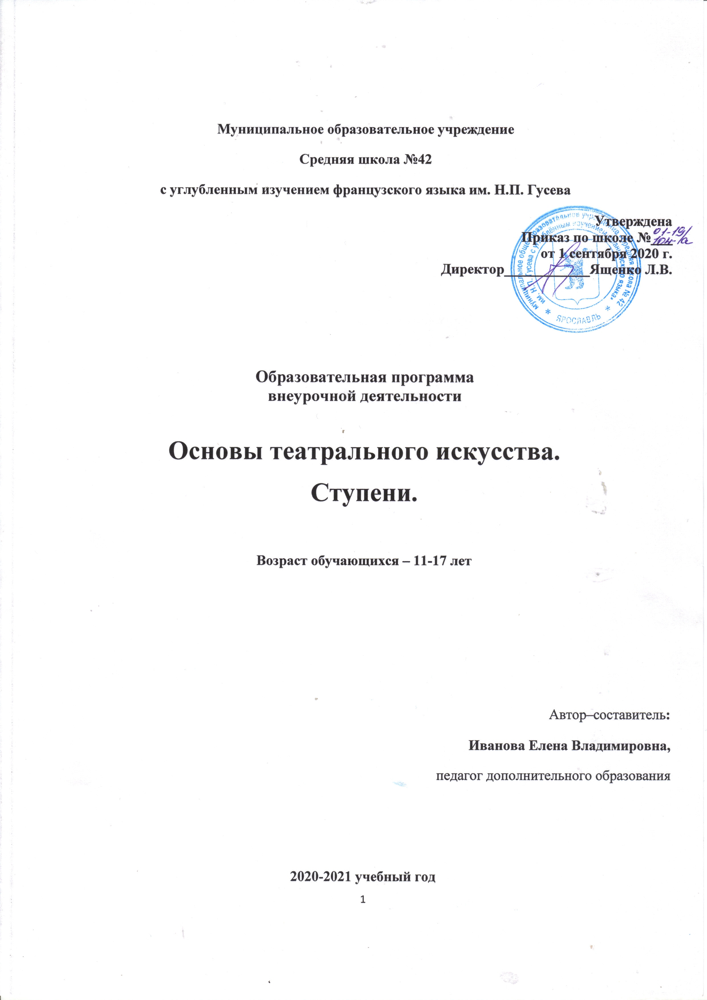 Муниципальное образовательное учреждение
Средняя школа №42
с углубленным изучением французского языка им. Н.П. Гусева
Утверждена
Приказ по школе № 01-19/
104-1а
от 1 сентября 2020 г.
Директор____________Ященко Л.В.
муниципальное общеобразовательное учреждение средняя школа № 42
им. Н. П. Гусева с углублённым изучением французского языка
* ЯРОСЛАВЛЬ *
Образовательная программа
внеурочной деятельности
Основы театрального искусства.
Ступени.
Возраст обучающихся – 11-17 лет
Автор–составитель:
Иванова Елена Владимировна,
педагог дополнительного образования
2020-2021 учебный год
1